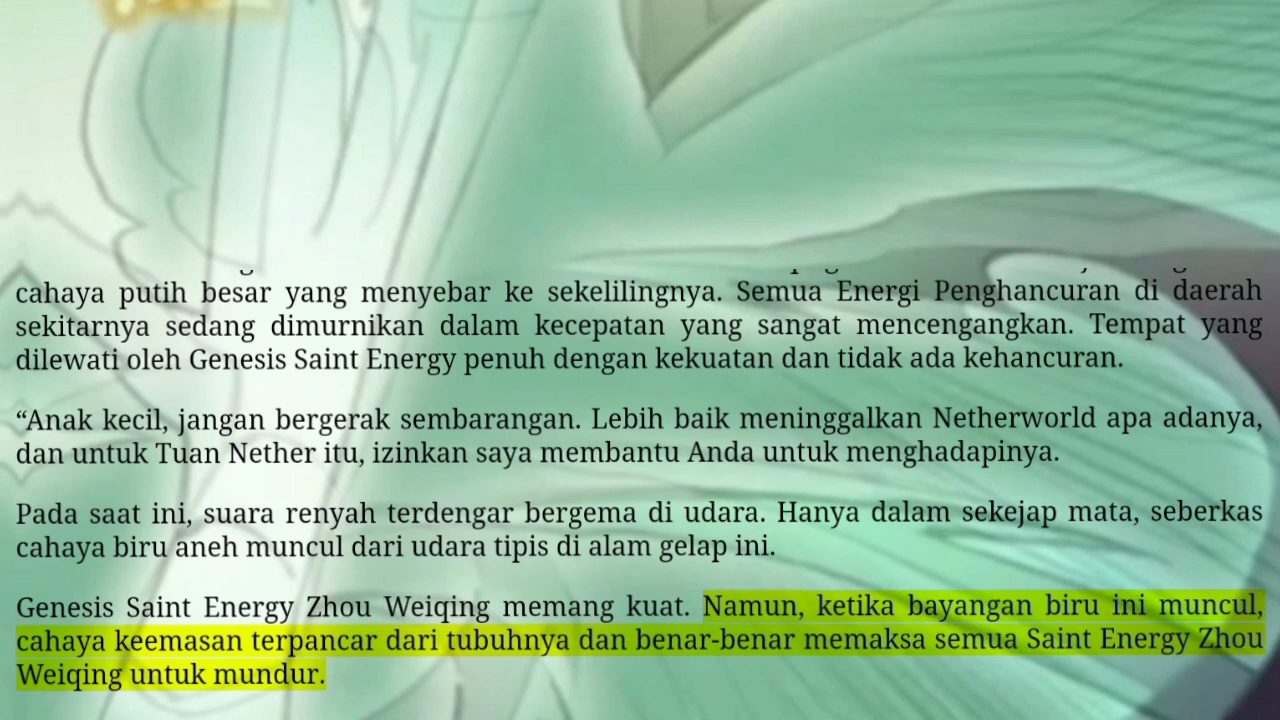 cahaya putih besar yang menyebar ke sekelilingnya. Semua Energi Penghancuran di daerah
sekitarnya sedang dimurnikan dalam kecepatan yang sangat mencengangkan. Tempat yang
dilewati oleh Genesis Saint Energy penuh dengan kekuatan dan tidak ada kehancuran.
“Anak kecil, jangan bergerak sembarangan. Lebih baik meninggalkan Netherworld apa adanya,
dan untuk Tuan Nether itu, izinkan saya membantu Anda untuk menghadapinya.
Pada saat ini, suara renyah terdengar bergema di udara. Hanya dalam sekejap mata, seberkas
cahaya biru aneh muncul dari udara tipis di alam gelap ini.
Genesis Saint Energy Zhou Weiqing memang kuat. Namun, ketika bayangan biru ini muncul,
cahaya keemasan terpancar dari tubuhnya dan benar-benar memaksa semua Saint Energy Zhou
Weiqing untuk mundur.